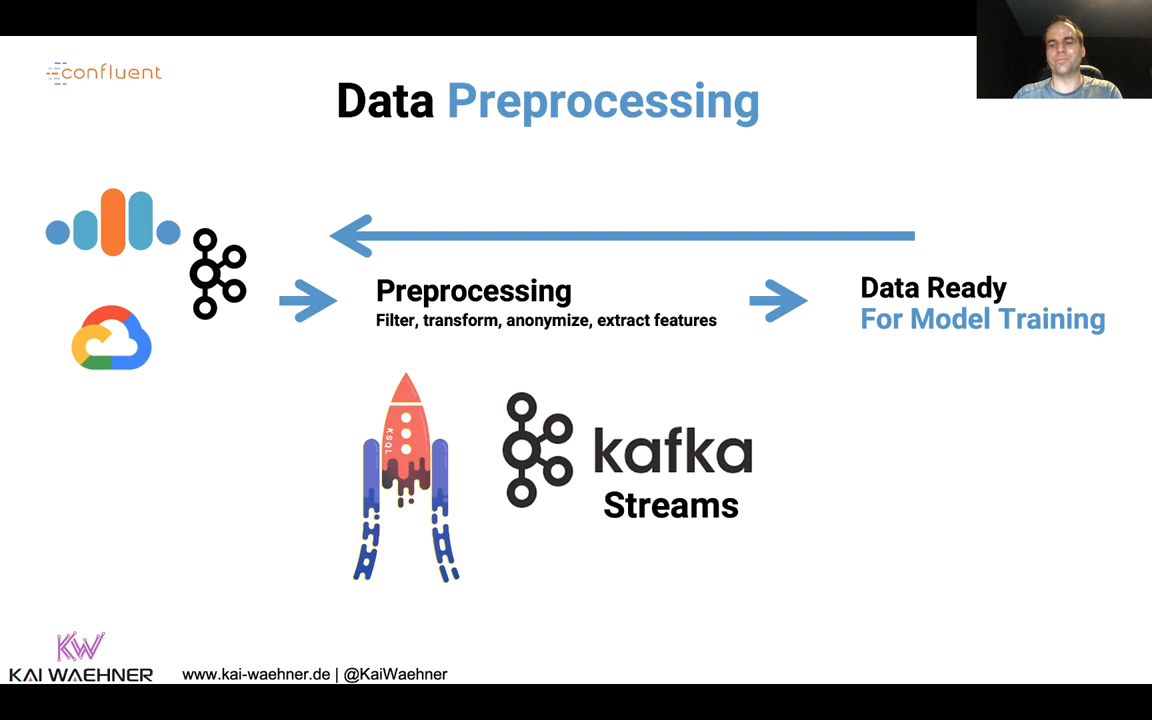 confluent
Data Preprocessing
Preprocessing
Filter, transform, anonymize, extract features
Data Ready
For Model Training
KSQL
kafka
Streams
KW
KAI WAEHNER
www.kai-waehner.de | @KaiWaehner